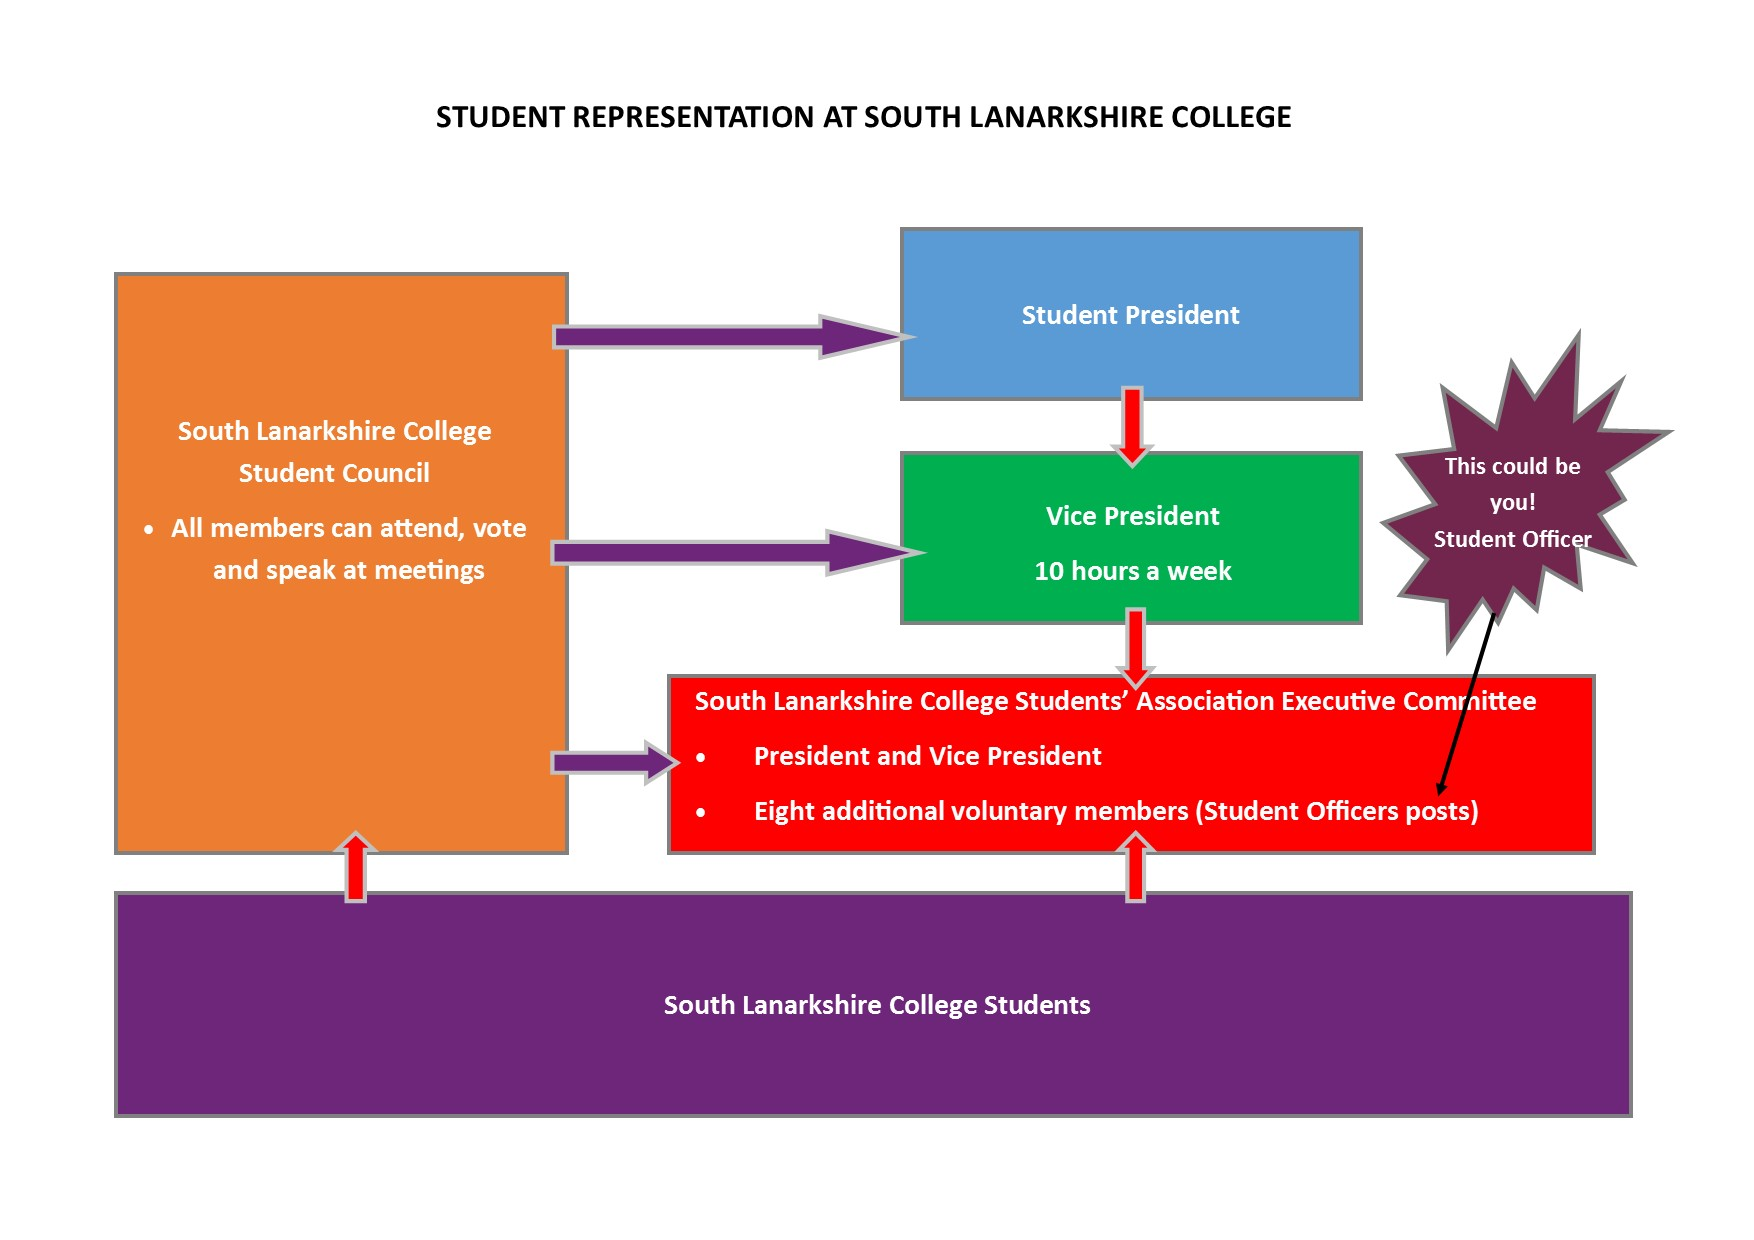 STUDENT REPRESENTATION AT SOUTH LANARKSHIRE COLLEGE
Student President
South Lanarkshire College
Student Council
• All members can attend, vote
and speak at meetings
Vice President
10 hours a week
This could be
you!
Student Officer
South Lanarkshire College Students’ Association Executive Committee
• President and Vice President
• Eight additional voluntary members (Student Officers posts)
South Lanarkshire College Students